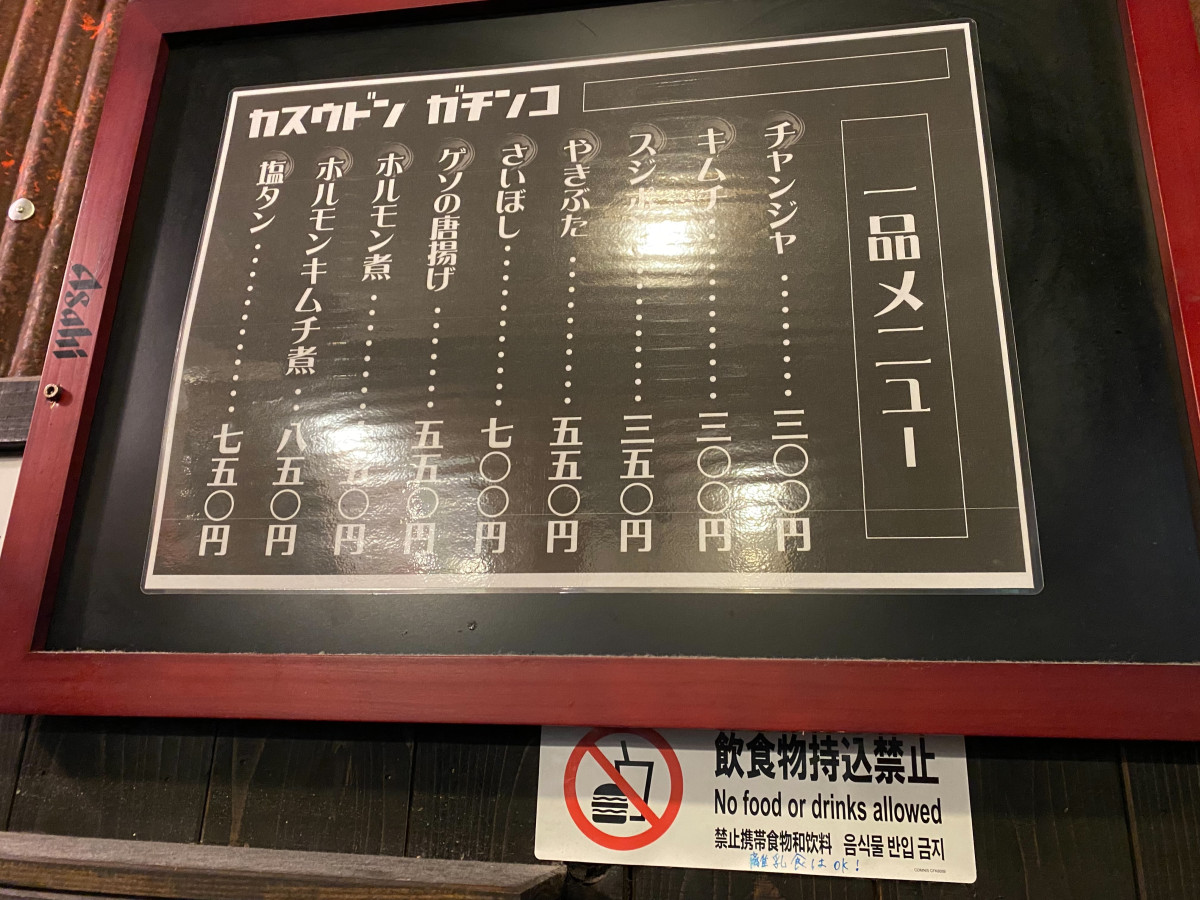 カスウドン ガチンコ
一品メニュー
チャンジャ・・・・・・・・三〇〇円
キムチ・・・・・・・・・・三〇〇円
・・・・・・・・三五〇円
やきぶた・・・・・・・・・五五〇円
さいぼし・・・・・・・・・・七〇〇円
ゲソの唐揚げ・・・・・・・五五〇円
ホルモン煮・・・・・・・・五〇円
ホルモンキムチ煮・・八五〇円
塩タン・・・・・・・・・・・七五〇円
Asahi
飲食物持込禁止
No food or drinks allowed
禁止携帯食物和饮料 음식물 반입 금지
離乳食はOK!